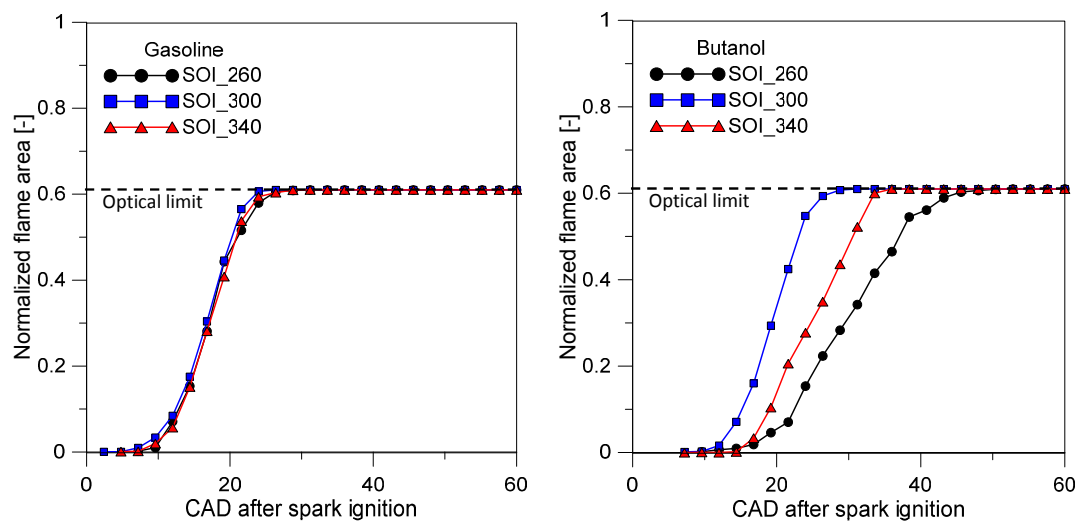 Gasoline
SOI_260
SOI_300
SOI_340
Optical limit
Normalized flame area [-]
1
0.8
0.6
0.4
0.2
0
0
20
40
60
CAD after spark ignition
Butanol
SOI_260
SOI_300
SOI_340
Optical limit
Normalized flame area [-]
1
0.8
0.6
0.4
0.2
0
0
20
40
60
CAD after spark ignition